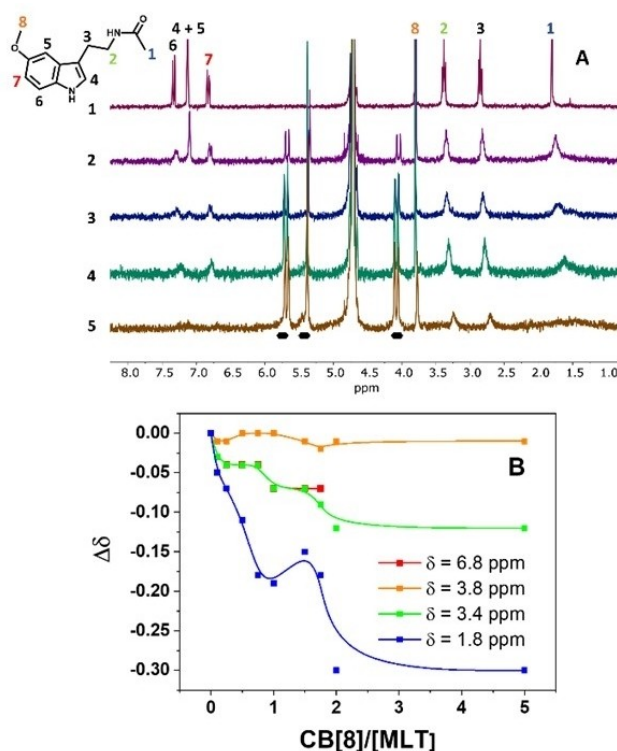 8
O
O
HN
3
1
2
5
4
7
6
N
H
4 + 5
6
7
8
2
3
1
A
1
2
3
4
5
8.0 7.5 7.0 6.5 6.0 5.5 5.0 4.5 4.0 3.5 3.0 2.5 2.0 1.5 1.0
ppm
B
0.00
-0.05
-0.10
-0.15
-0.20
-0.25
-0.30
Δδ
δ = 6.8 ppm
δ = 3.8 ppm
δ = 3.4 ppm
δ = 1.8 ppm
0 1 2 3 4 5
CB[8]/[MLT]